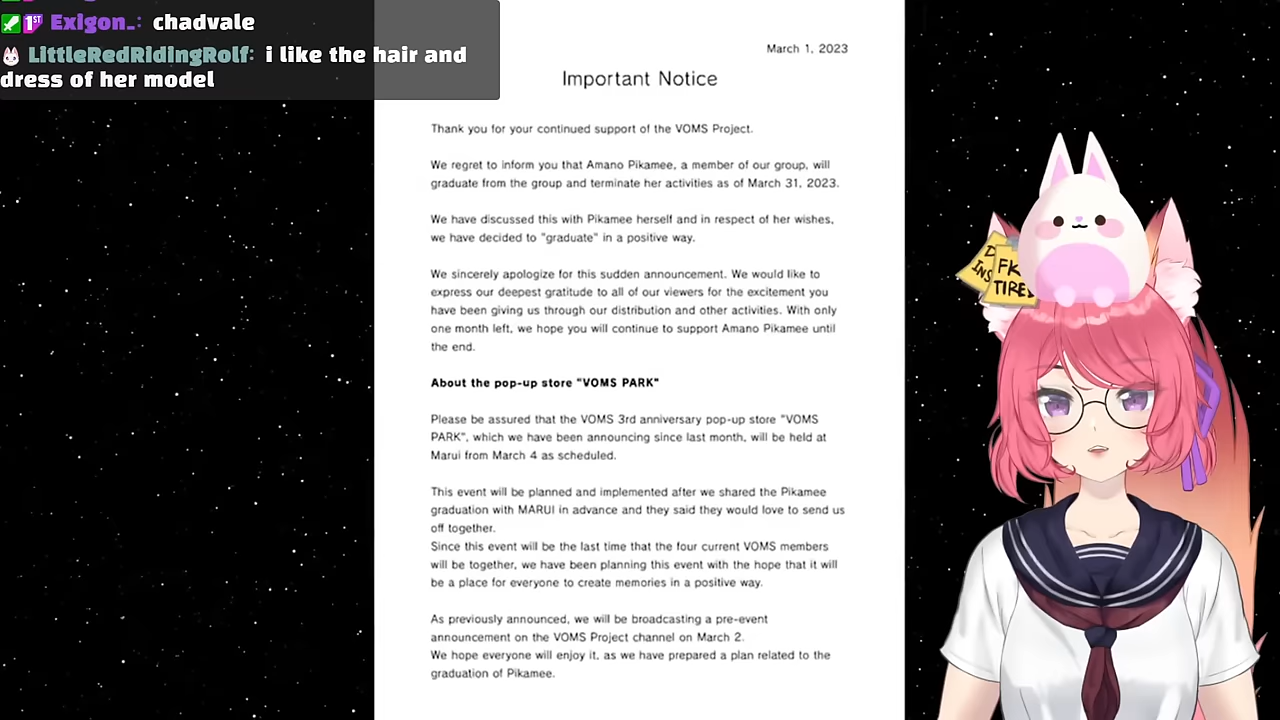 1ST Exigon_: chadvale
LittleRedRidingRolf: i like the hair and
dress of her model
March 1, 2023
Important Notice
Thank you for your continued support of the VOMS Project.
We regret to inform you that Amano Pikamee, a member of our group, will
graduate from the group and terminate her activities as of March 31, 2023.
We have discussed this with Pikamee herself and in respect of her wishes,
we have decided to "graduate" in a positive way.
We sincerely apologize for this sudden announcement. We would like to
express our deepest gratitude to all of our viewers for the excitement you
have been giving us through our distribution and other activities. With only
one month left, we hope you will continue to support Amano Pikamee until
the end.
About the pop-up store "VOMS PARK"
Please be assured that the VOMS 3rd anniversary pop-up store "VOMS
PARK", which we have been announcing since last month, will be held at
Marui from March 4 as scheduled.
This event will be planned and implemented after we shared the Pikamee
graduation with MARUI in advance and they said they would love to send us
off together.
Since this event will be the last time that the four current VOMS members
will be together, we have been planning this event with the hope that it will
be a place for everyone to create memories in a positive way.
As previously announced, we will be broadcasting a pre-event
announcement on the VOMS Project channel on March 2.
We hope everyone will enjoy it, as we have prepared a plan related to the
graduation of Pikamee.
FK
TIRE